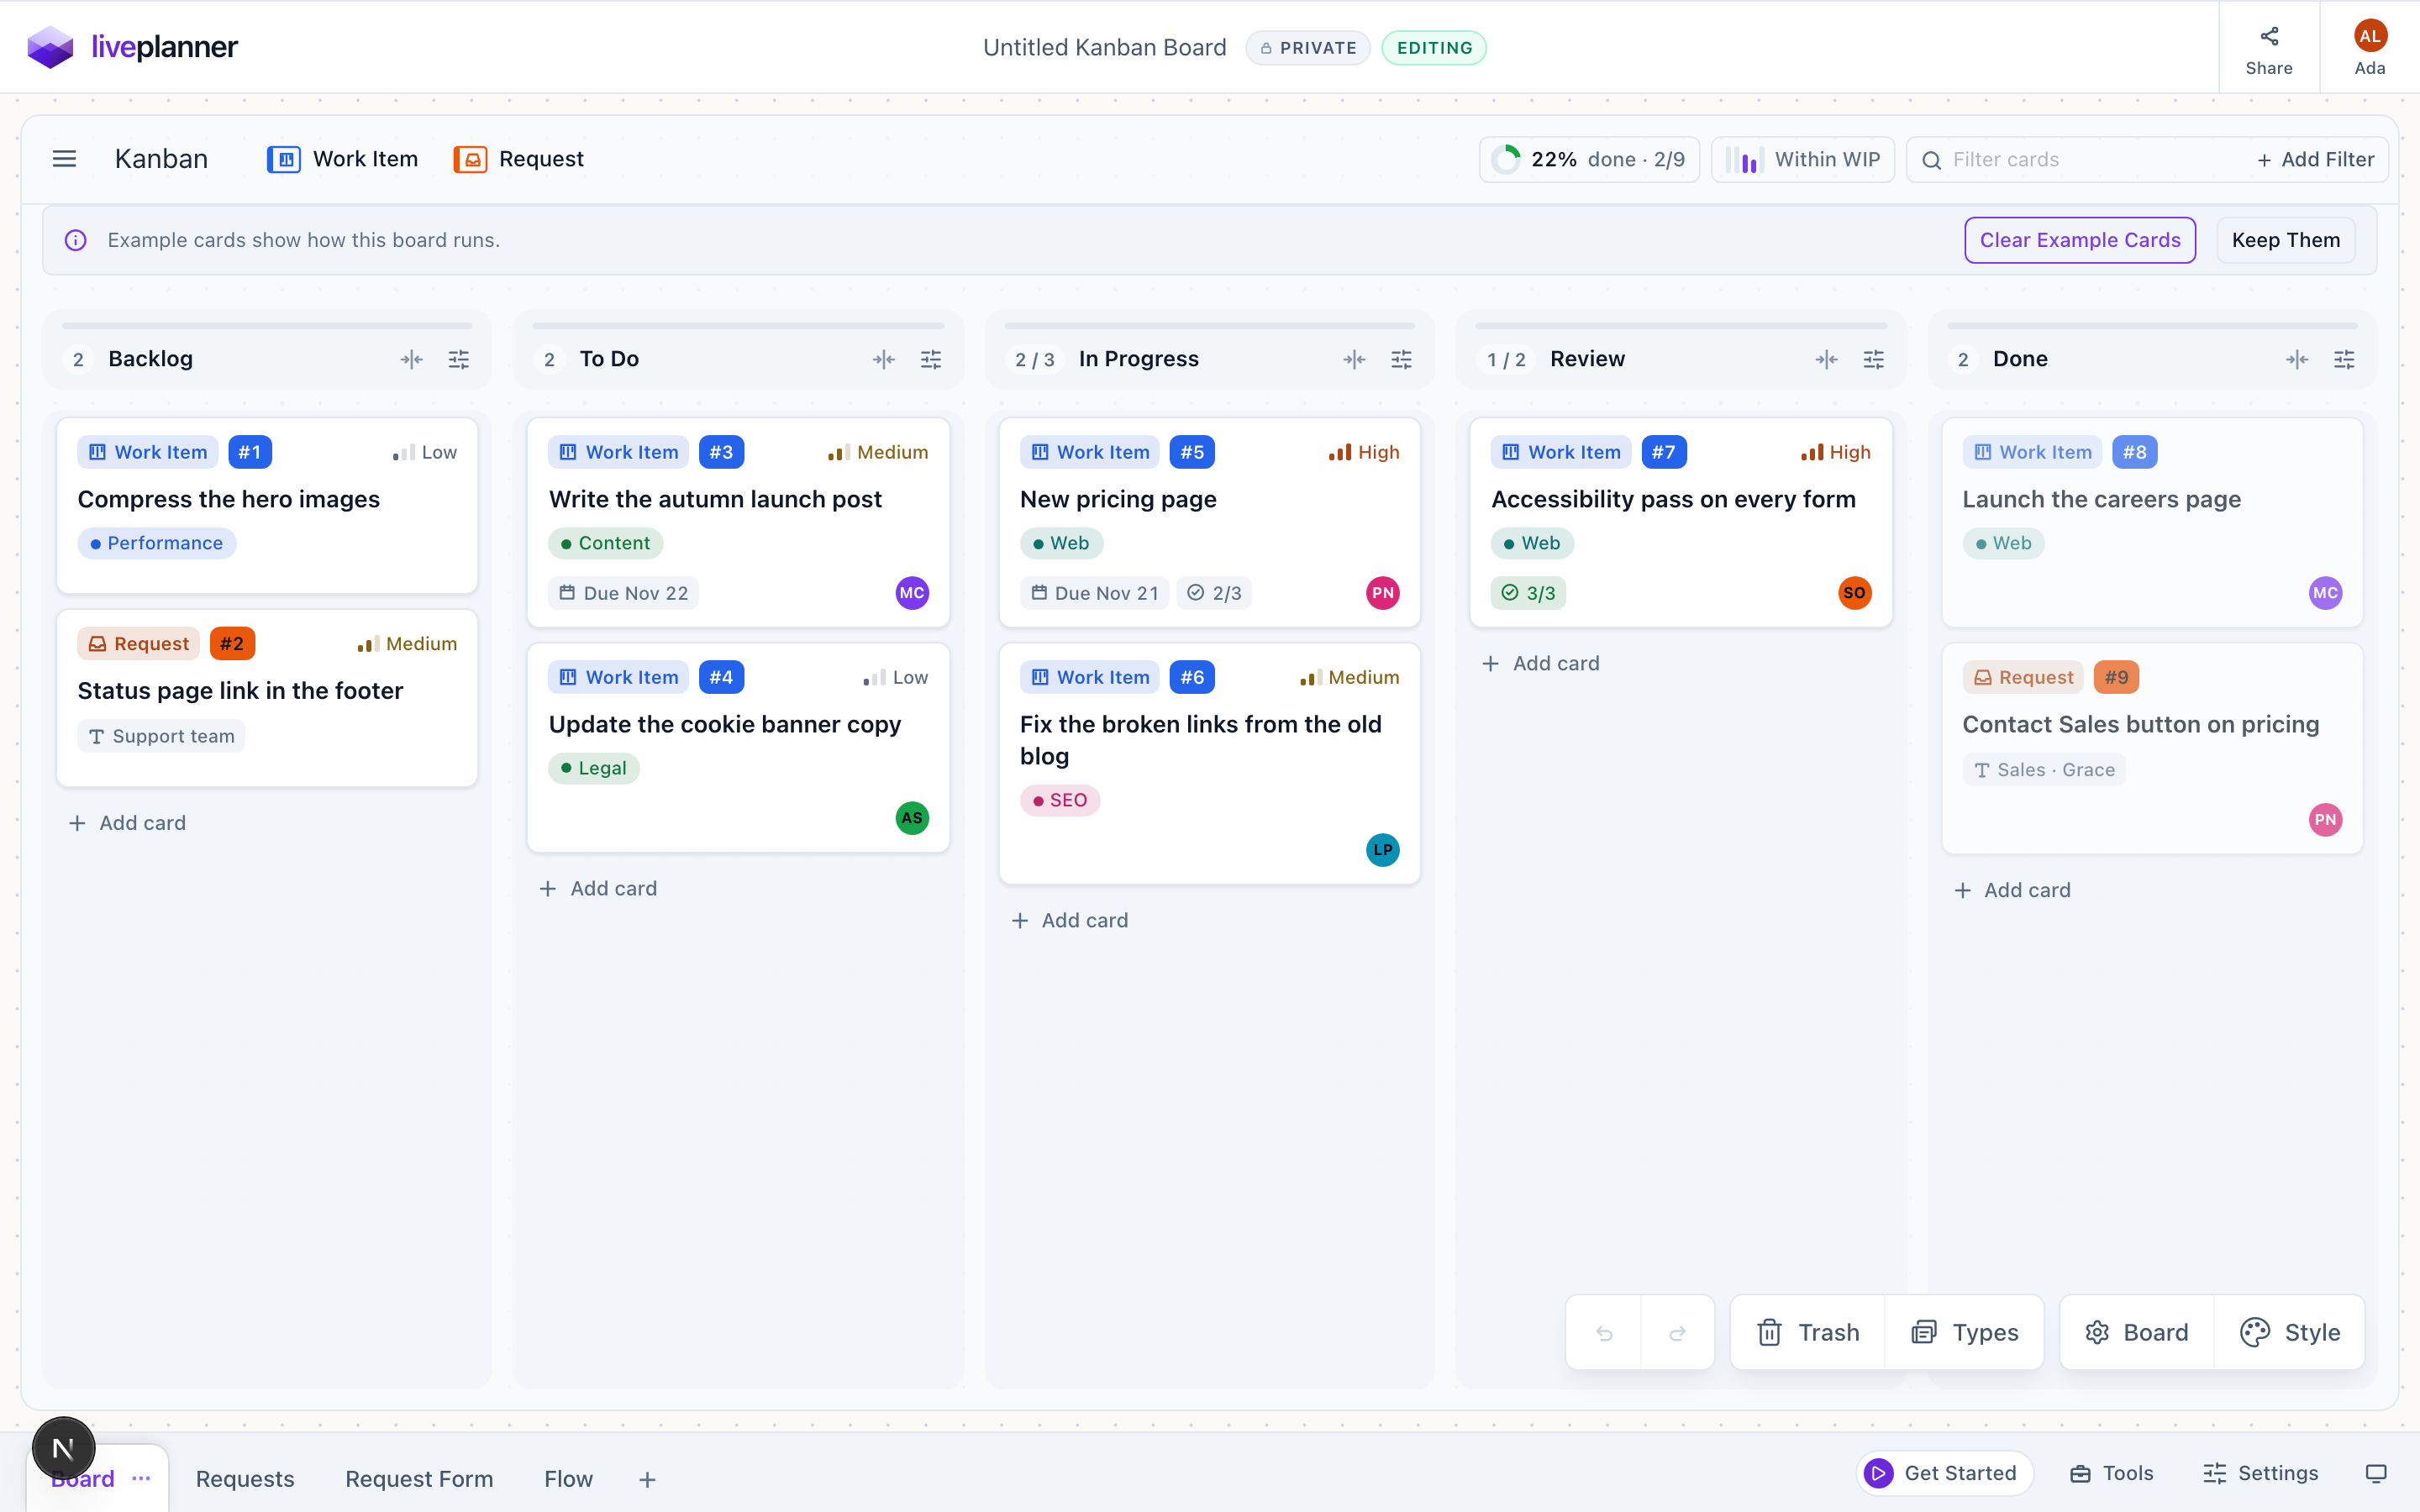 liveplanner
Untitled Kanban Board PRIVATE EDITING
Share
AL
Ada
Kanban Work Item Request
22% done · 2/9 Within WIP Filter cards + Add Filter
Example cards show how this board runs.
Clear Example Cards Keep Them
2 Backlog
Work Item #1 Low
Compress the hero images
Performance
Request #2 Medium
Status page link in the footer
Support team
+ Add card
2 To Do
Work Item #3 Medium
Write the autumn launch post
Content
Due Nov 22 MC
Work Item #4 Low
Update the cookie banner copy
Legal
AS
+ Add card
2 / 3 In Progress
Work Item #5 High
New pricing page
Web
Due Nov 21 2/3 PN
Work Item #6 Medium
Fix the broken links from the old
blog
SEO
LP
+ Add card
1 / 2 Review
Work Item #7 High
Accessibility pass on every form
Web
3/3 SO
+ Add card
2 Done
Work Item #8
Launch the careers page
Web
MC
Request #9
Contact Sales button on pricing
Sales · Grace
PN
+ Add card
Trash Types Board Style
N
Board ··· Requests Request Form Flow +
Get Started Tools Settings